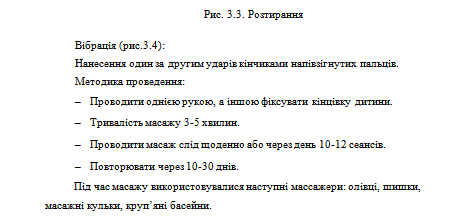 Рис. 3.3. Розтирання
Вібрація (рис.3.4):
Нанесення один за другим ударів кінчиками напівзігнутих пальців.
Методика проведення:
– Проводити однією рукою, а іншою фіксувати кінцівку дитини.
– Тривалість масажу 3-5 хвилин.
– Проводити масаж слід щоденно або через день 10-12 сеансів.
– Повторювати через 10-30 днів.
Під час масажу використовувалися наступні массажери: олівці, шишки,
масажні кульки, круп’яні басейни.